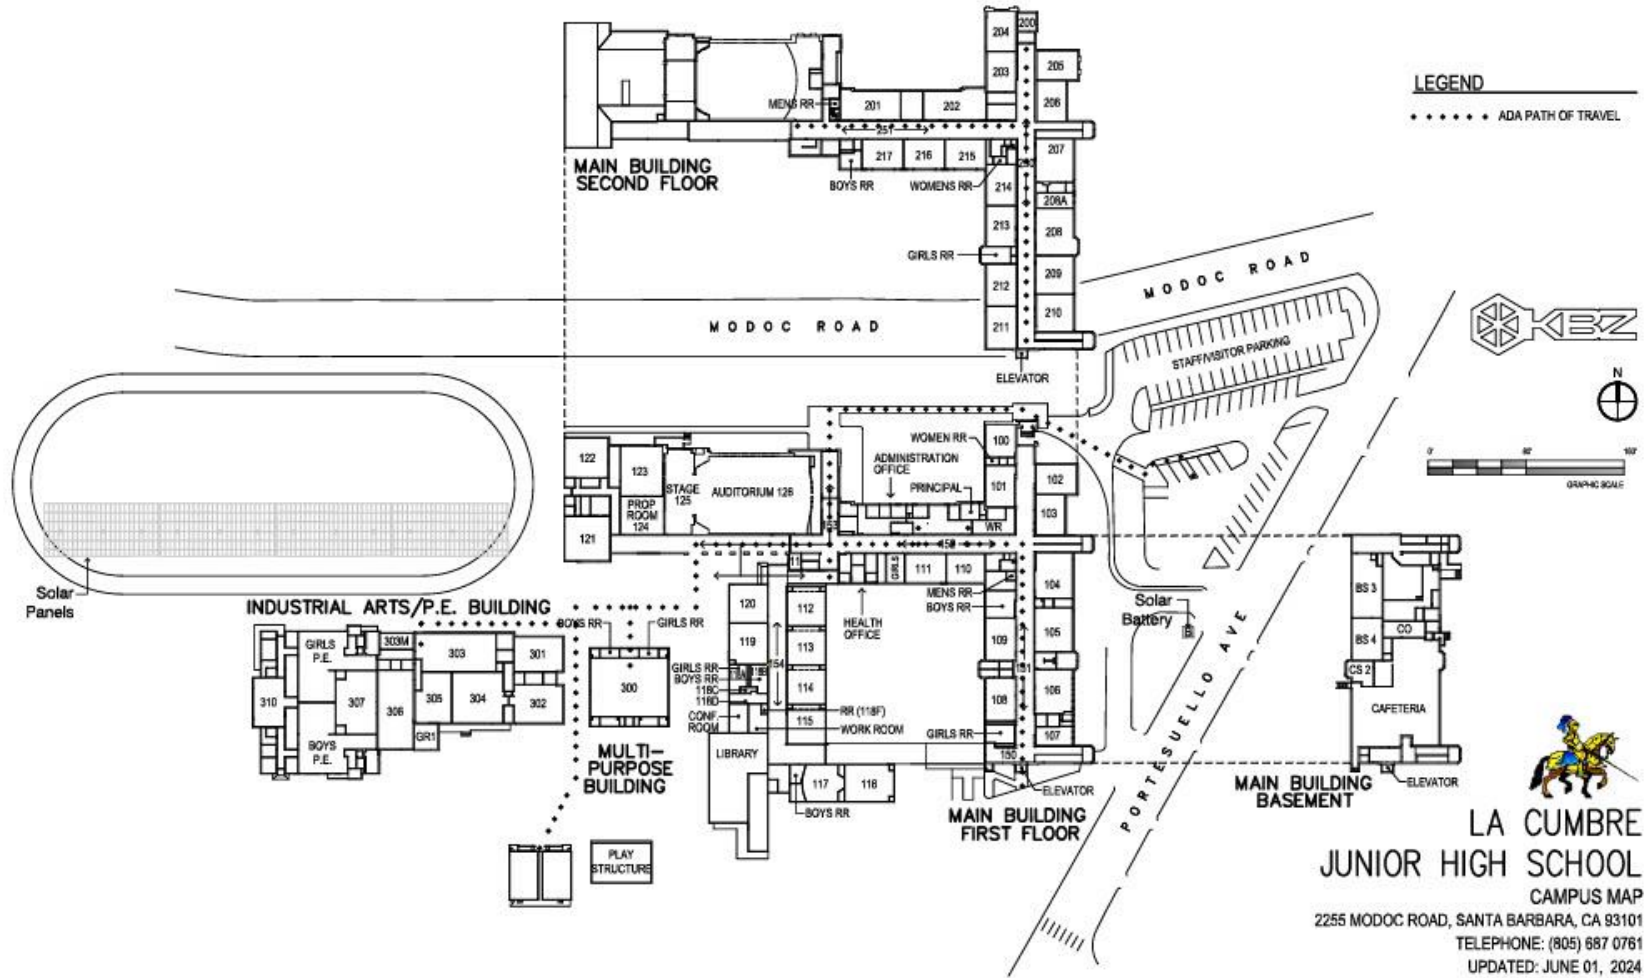 204
200
203
205
206
MENS RR
201
202
251
207
217
216
215
250
BOYS RR
WOMENS RR
MAIN BUILDING
SECOND FLOOR
214
208A
213
208
GIRLS RR
209
212
210
211
ELEVATOR
LEGEND
ADA PATH OF TRAVEL
MODOC ROAD
MODOC ROAD
STAFF/VISITOR PARKING
KBZ
N
0'
80'
160'
GRAPHIC SCALE
122
123
STAGE
125
AUDITORIUM 126
PROP
ROOM
124
121
WOMEN RR
100
ADMINISTRATION
OFFICE
PRINCIPAL
101
102
103
WR
153
152
GIRLS
111
110
104
MENS RR
BOYS RR
HEALTH
OFFICE
109
105
151
108
106
GIRLS RR
107
150
ELEVATOR
120
112
119
113
154
GIRLS RR
BOYS RR
118C
118D
114
RR (118F)
CONF.
ROOM
WORK ROOM
115
LIBRARY
117
116
BOYS RR
MAIN BUILDING
FIRST FLOOR
Solar
Panels
INDUSTRIAL ARTS/P.E. BUILDING
GIRLS
P.E.
303M
303
301
310
307
306
305
304
302
GR1
BOYS
P.E.
BOYS RR
GIRLS RR
300
MULTI-
PURPOSE
BUILDING
PLAY
STRUCTURE
Solar
Battery
PORTESUELLO AVE
BS 3
BS 4
CO
CS 2
CAFETERIA
ELEVATOR
MAIN BUILDING
BASEMENT
LA CUMBRE
JUNIOR HIGH SCHOOL
CAMPUS MAP
2255 MODOC ROAD, SANTA BARBARA, CA 93101
TELEPHONE: (805) 687 0761
UPDATED: JUNE 01, 2024